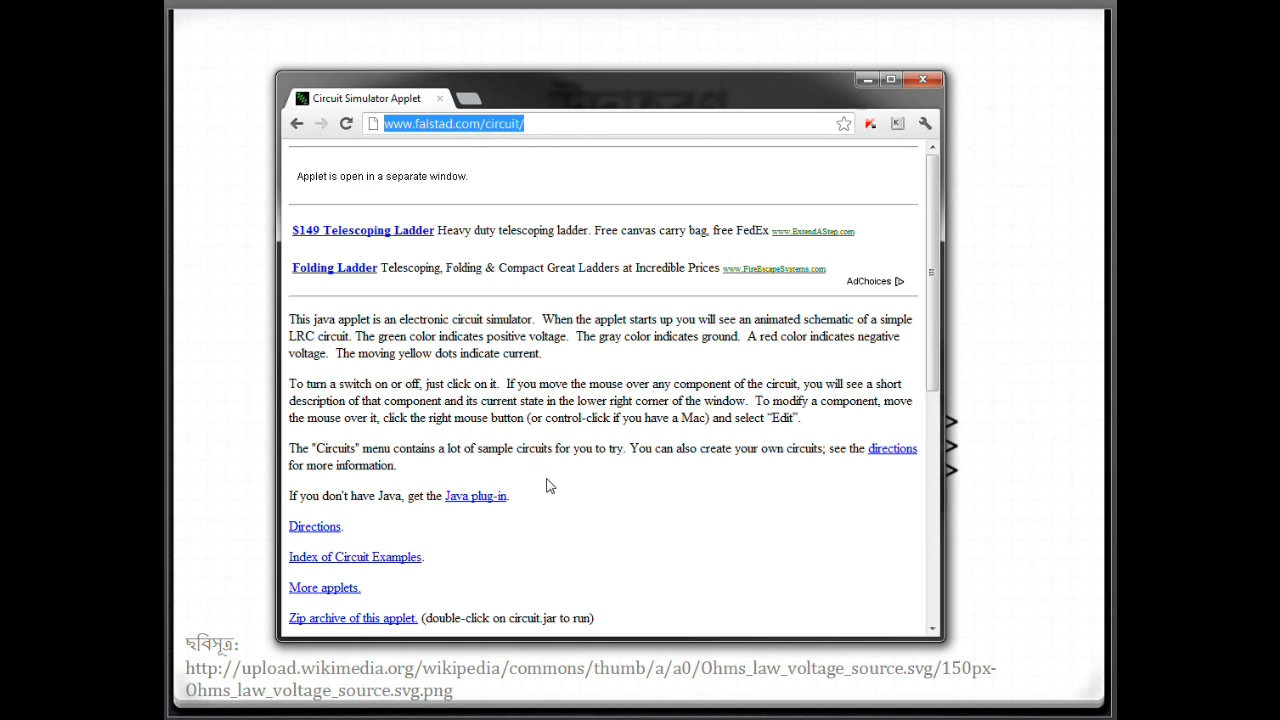 Circuit Simulator Applet
www.falstad.com/circuit/
Applet is open in a separate window.
$149 Telescoping Ladder Heavy duty telescoping ladder. Free canvas carry bag, free FedEx www.ExtendAStep.com
Folding Ladder Telescoping, Folding & Compact Great Ladders at Incredible Prices www.FireEscapeSystems.com
AdChoices
This java applet is an electronic circuit simulator. When the applet starts up you will see an animated schematic of a simple
LRC circuit. The green color indicates positive voltage. The gray color indicates ground. A red color indicates negative
voltage. The moving yellow dots indicate current.
To turn a switch on or off, just click on it. If you move the mouse over any component of the circuit, you will see a short
description of that component and its current state in the lower right corner of the window. To modify a component, move
the mouse over it, click the right mouse button (or control-click if you have a Mac) and select “Edit”.
The "Circuits" menu contains a lot of sample circuits for you to try. You can also create your own circuits; see the directions
for more information.
If you don't have Java, get the Java plug-in.
Directions.
Index of Circuit Examples.
More applets.
Zip archive of this applet. (double-click on circuit.jar to run)
ছবিসূত্র:
http://upload.wikimedia.org/wikipedia/commons/thumb/a/a0/Ohms_law_voltage_source.svg/150px-
Ohms_law_voltage_source.svg.png